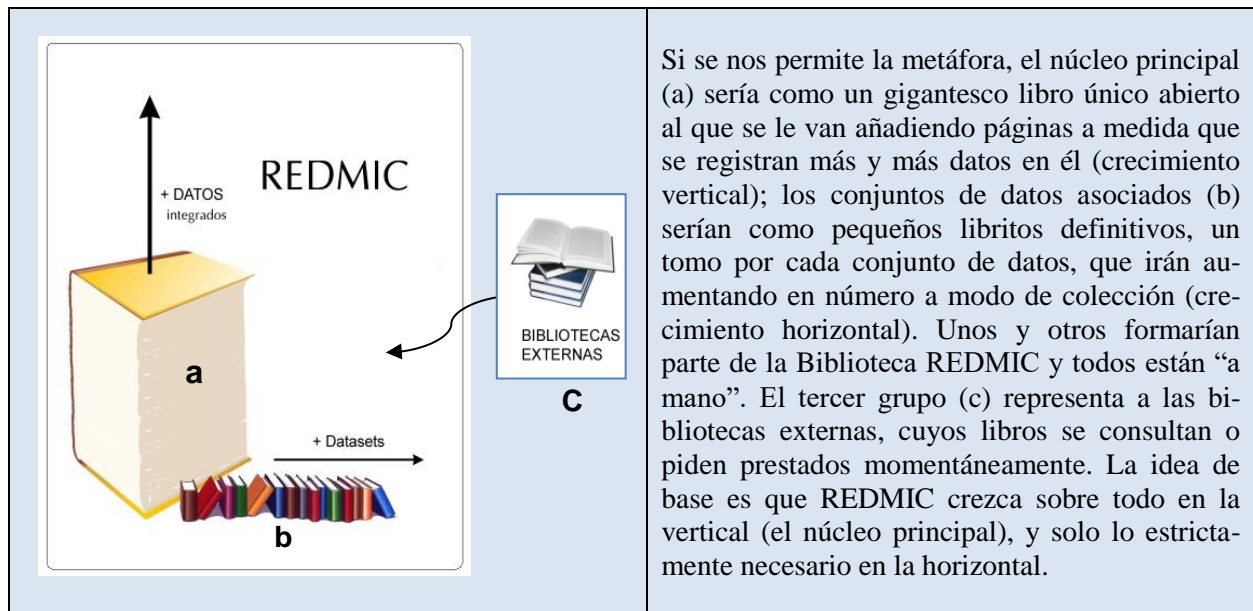 + DATOS
integrados
REDMIC
a
+ Datasets
b
BIBLIOTECAS
EXTERNAS
C
Si se nos permite la metáfora, el núcleo principal
(a) sería como un gigantesco libro único abierto
al que se le van añadiendo páginas a medida que
se registran más y más datos en él (crecimiento
vertical); los conjuntos de datos asociados (b)
serían como pequeños libritos definitivos, un
tomo por cada conjunto de datos, que irán au-
mentando en número a modo de colección (cre-
cimiento horizontal). Unos y otros formarían
parte de la Biblioteca REDMIC y todos están “a
mano”. El tercer grupo (c) representa a las bi-
bliotecas externas, cuyos libros se consultan o
piden prestados momentáneamente. La idea de
base es que REDMIC crezca sobre todo en la
vertical (el núcleo principal), y solo lo estricta-
mente necesario en la horizontal.